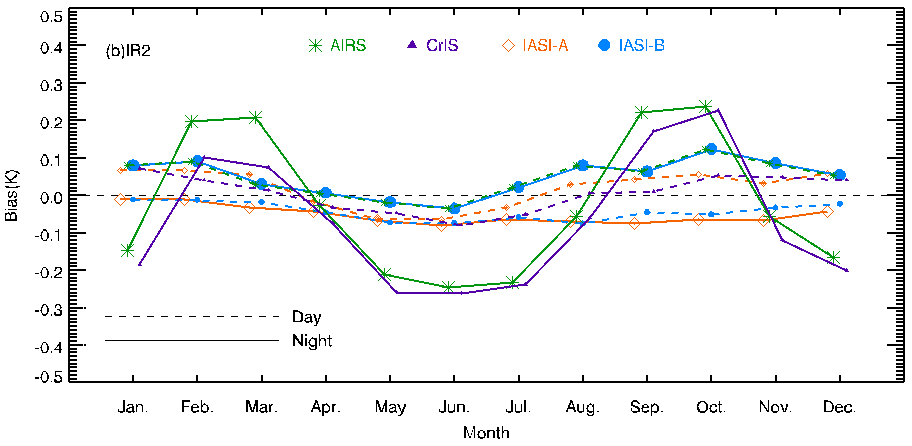 (b)IR2
AIRS CrIS IASI-A IASI-B
0.5
0.4
0.3
0.2
0.1
0.0
-0.1
-0.2
-0.3
-0.4
-0.5
Bias(K)
Day
Night
Jan. Feb. Mar. Apr. May Jun. Jul. Aug. Sep. Oct. Nov. Dec.
Month